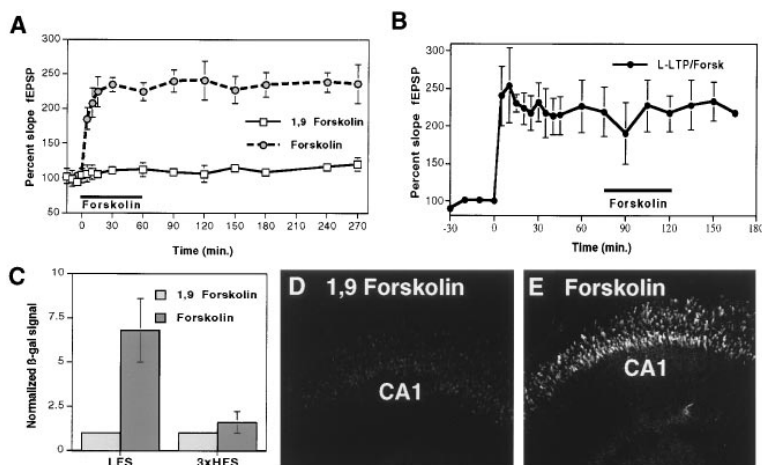 A
Percent slope fEPSP
300
250
200
150
100
50
1,9 Forskolin
Forskolin
Forskolin
0 30 60 90 120 150 180 210 240 270
Time (min.)
B
Percent slope fEPSP
300
250
200
150
100
L-LTP/Forsk
Forskolin
-30 0 30 60 90 120 150 180
Time (min.)
C
Normalized ß-gal signal
10
7.5
5
2.5
0
1,9 Forskolin
Forskolin
LFS 3xHFS
D 1,9 Forskolin
CA1
E Forskolin
CA1